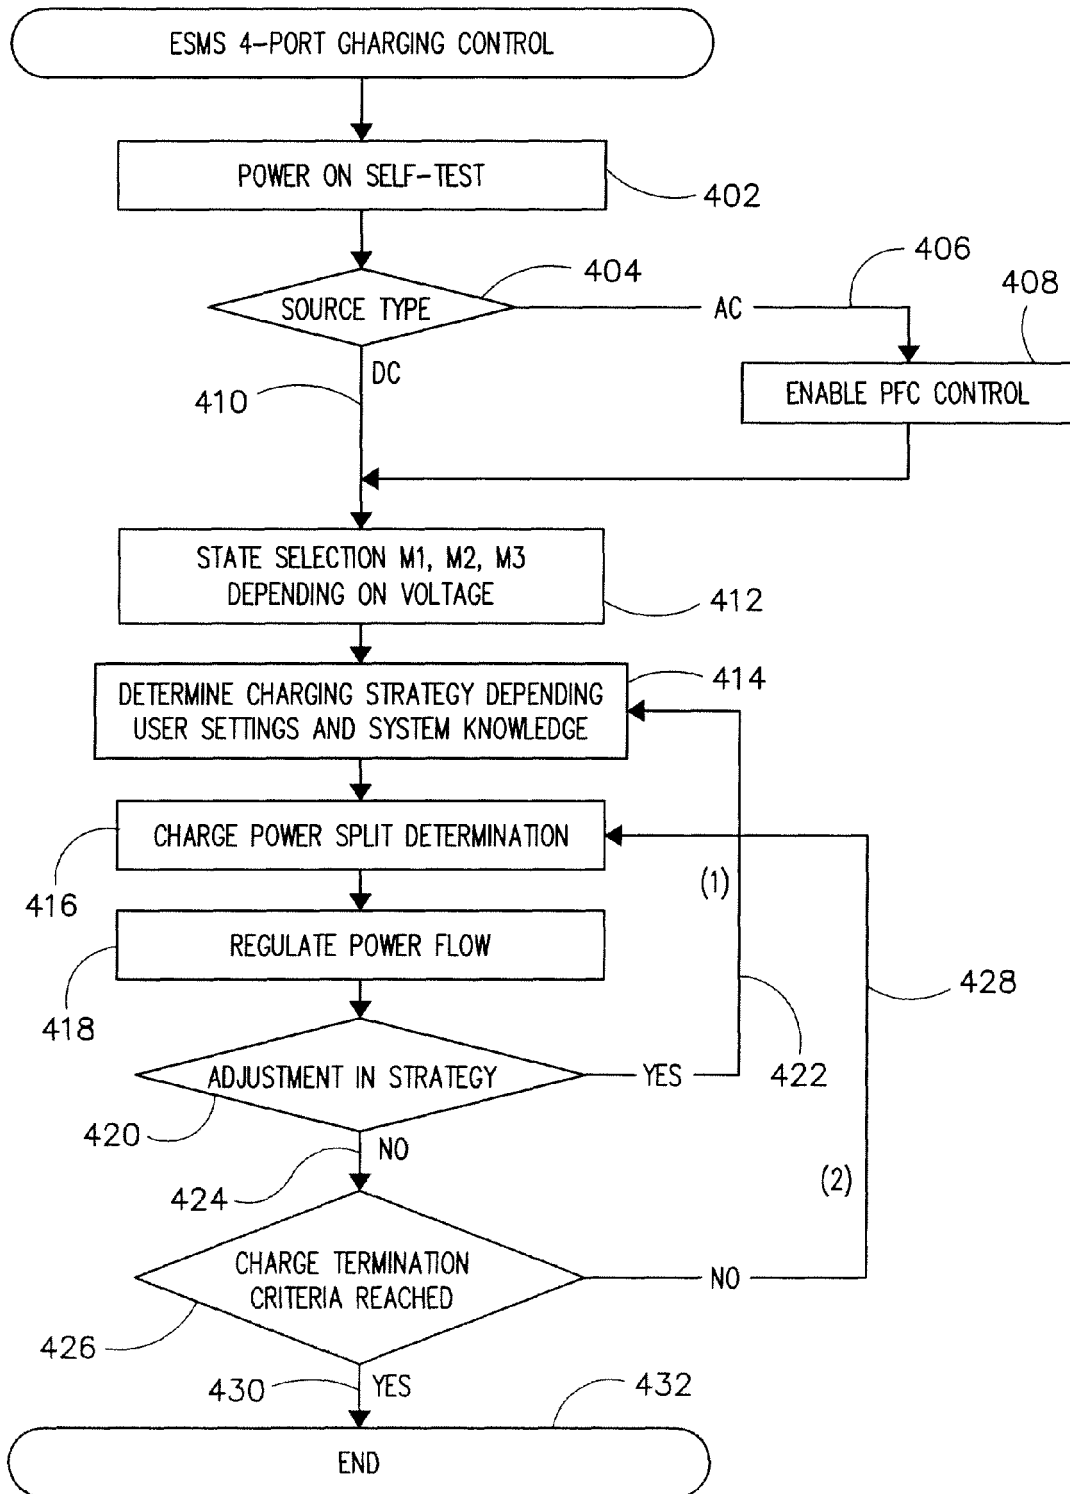 ESMS 4-PORT GHARGING CONTROL
POWER ON SELF-TEST
402
SOURCE TYPE
404
406
AC
408
ENABLE PFC CONTROL
DC
410
STATE SELECTION M1, M2, M3
DEPENDING ON VOLTAGE
412
DETERMINE CHARGING STRATEGY DEPENDING
USER SETTINGS AND SYSTEM KNOWLEDGE
414
CHARGE POWER SPLIT DETERMINATION
416
(1)
REGULATE POWER FLOW
418
428
ADJUSTMENT IN STRATEGY
YES
422
420
NO
424
(2)
CHARGE TERMINATION
CRITERIA REACHED
NO
426
430
YES
432
END